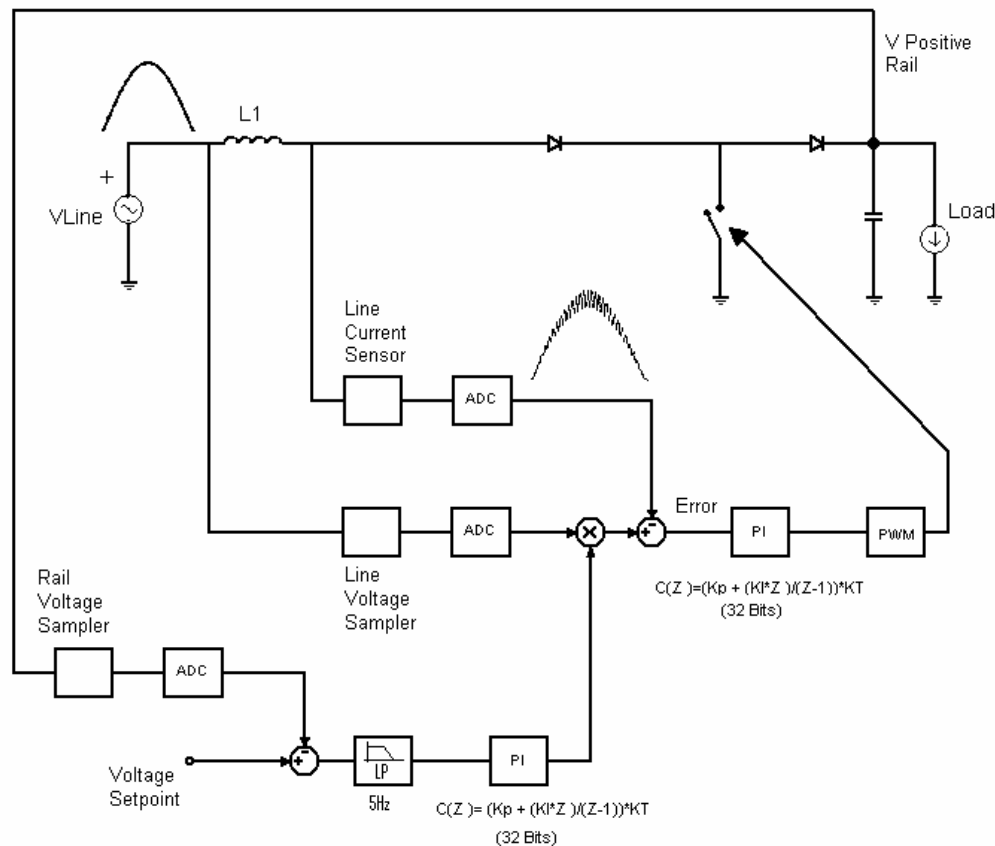 V Positive
Rail
L1
+
VLine
Load
Line
Current
Sensor
ADC
Error
-
+
ADC
X
PI
PWM
Line
Voltage
Sampler
C(Z )=(Kp + (KI*Z )/(Z-1))*KT
(32 Bits)
Rail
Voltage
Sampler
ADC
-
+
LP
PI
Voltage
Setpoint
5Hz
C(Z )= (Kp + (KI*Z )/(Z-1))*KT
(32 Bits)